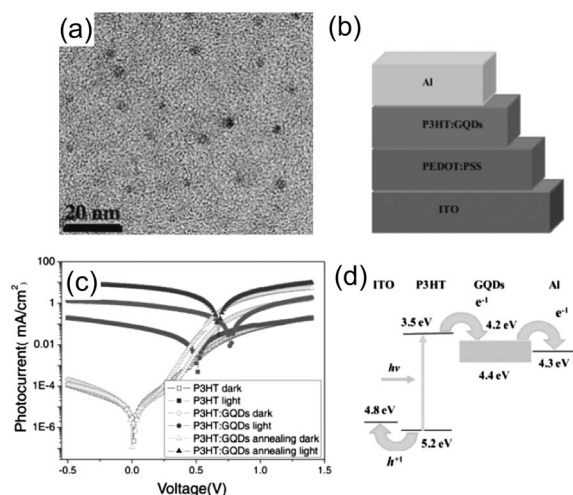 (a)
20 nm
(b)
Al
P3HT:GQDs
PEDOT:PSS
ITO
(c)
Photocurrent( mA/cm²)
10
1
0.1
0.01
1E-4
1E-6
-0.5
0.0
0.5
1.0
1.5
Voltage(V)
P3HT dark
P3HT light
P3HT:GQDs dark
P3HT:GQDs light
P3HT:GQDs annealing dark
P3HT:GQDs annealing light
(d)
ITO P3HT GQDs Al
e⁻¹
e⁻¹
3.5 eV
4.2 eV
4.3 eV
4.4 eV
hν
4.8 eV
5.2 eV
h⁺¹